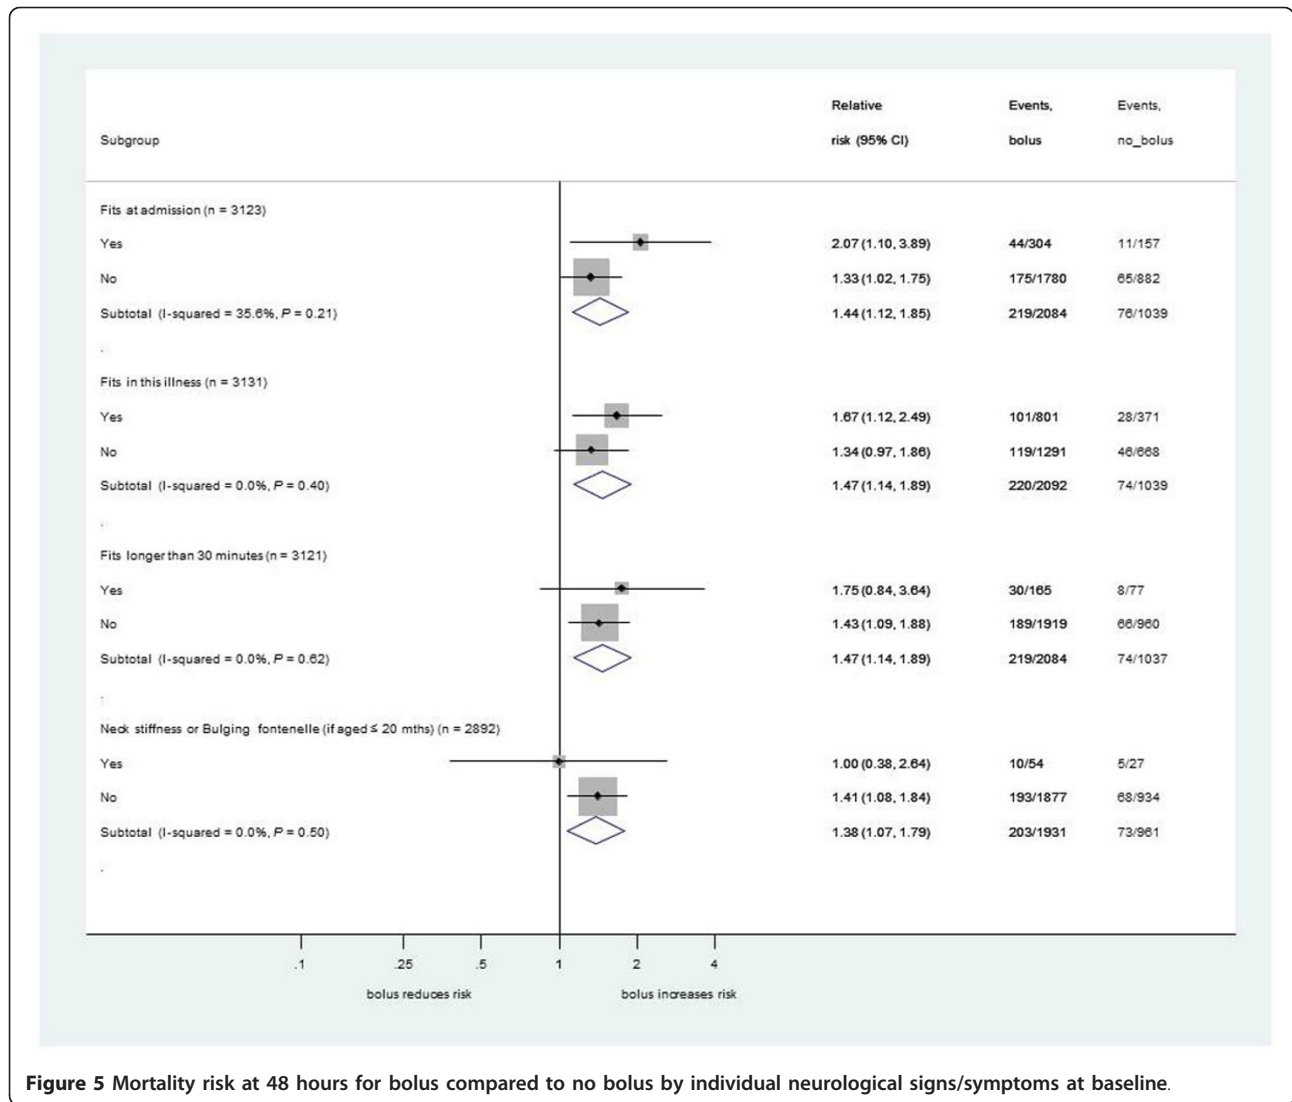 Relative Events, Events,
Subgroup risk (95% CI) bolus no_bolus
Fits at admission (n = 3123)
Yes 2.07 (1.10, 3.89) 44/304 11/157
No 1.33 (1.02, 1.75) 175/1780 65/882
Subtotal (I-squared = 35.6%, P = 0.21) 1.44 (1.12, 1.85) 219/2084 76/1039
.
Fits in this illness (n = 3131)
Yes 1.67 (1.12, 2.49) 101/801 28/371
No 1.34 (0.97, 1.86) 119/1291 46/668
Subtotal (I-squared = 0.0%, P = 0.40) 1.47 (1.14, 1.89) 220/2092 74/1039
.
Fits longer than 30 minutes (n = 3121)
Yes 1.75 (0.84, 3.64) 30/165 8/77
No 1.43 (1.09, 1.88) 189/1919 66/960
Subtotal (I-squared = 0.0%, P = 0.62) 1.47 (1.14, 1.89) 219/2084 74/1037
.
Neck stiffness or Bulging fontenelle (if aged ≤ 20 mths) (n = 2892)
Yes 1.00 (0.38, 2.64) 10/54 5/27
No 1.41 (1.08, 1.84) 193/1877 68/934
Subtotal (I-squared = 0.0%, P = 0.50) 1.38 (1.07, 1.79) 203/1931 73/961
.
.1 .25 .5 1 2 4
bolus reduces risk bolus increases risk
Figure 5 Mortality risk at 48 hours for bolus compared to no bolus by individual neurological signs/symptoms at baseline.